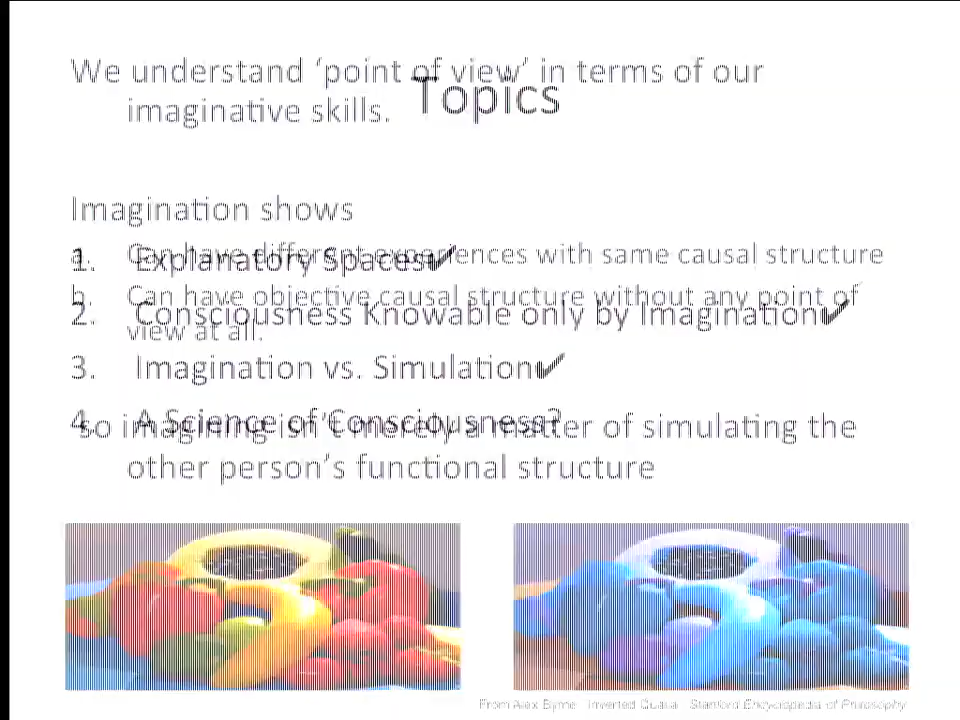 We understand ‘point of view’ in terms of our
imaginative skills.
Topics
Imagination shows
a. Can have different experiences with same causal structure
1. Explanatory Spaces✔
b. Can have objective causal structure without any point of
2. Consciousness Knowable only by Imagination✔
view at all.
3. Imagination vs. Simulation✔
4. A Science of Consciousness?
so imagining isn’t merely a matter of simulating the
other person’s functional structure
From Alex Byrne Inverted Qualia Stanford Encyclopedia of Philosophy